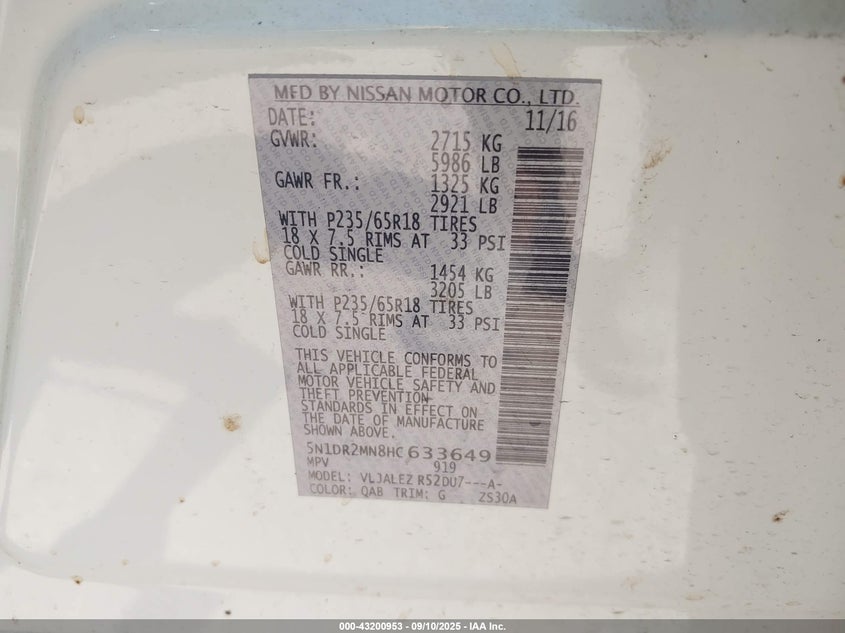 MFD BY NISSAN MOTOR CO., LTD.
DATE: 11/16
GVWR: 2715 KG
5986 LB
GAWR FR.: 1325 KG
2921 LB
WITH P235/65R18 TIRES
18 X 7.5 RIMS AT 33 PSI
COLD SINGLE
GAWR RR.: 1454 KG
3205 LB
WITH P235/65R18 TIRES
18 X 7.5 RIMS AT 33 PSI
COLD SINGLE
THIS VEHICLE CONFORMS TO
ALL APPLICABLE FEDERAL
MOTOR VEHICLE SAFETY AND
THEFT PREVENTION
STANDARDS IN EFFECT ON
THE DATE OF MANUFACTURE
SHOWN ABOVE.
5N1DR2MN8HC633649
MPV 919
MODEL: VLJALEZ R52DU7---A-
COLOR: QAB TRIM: G ZS30A
000-43200953 - 09/10/2025 - IAA Inc.